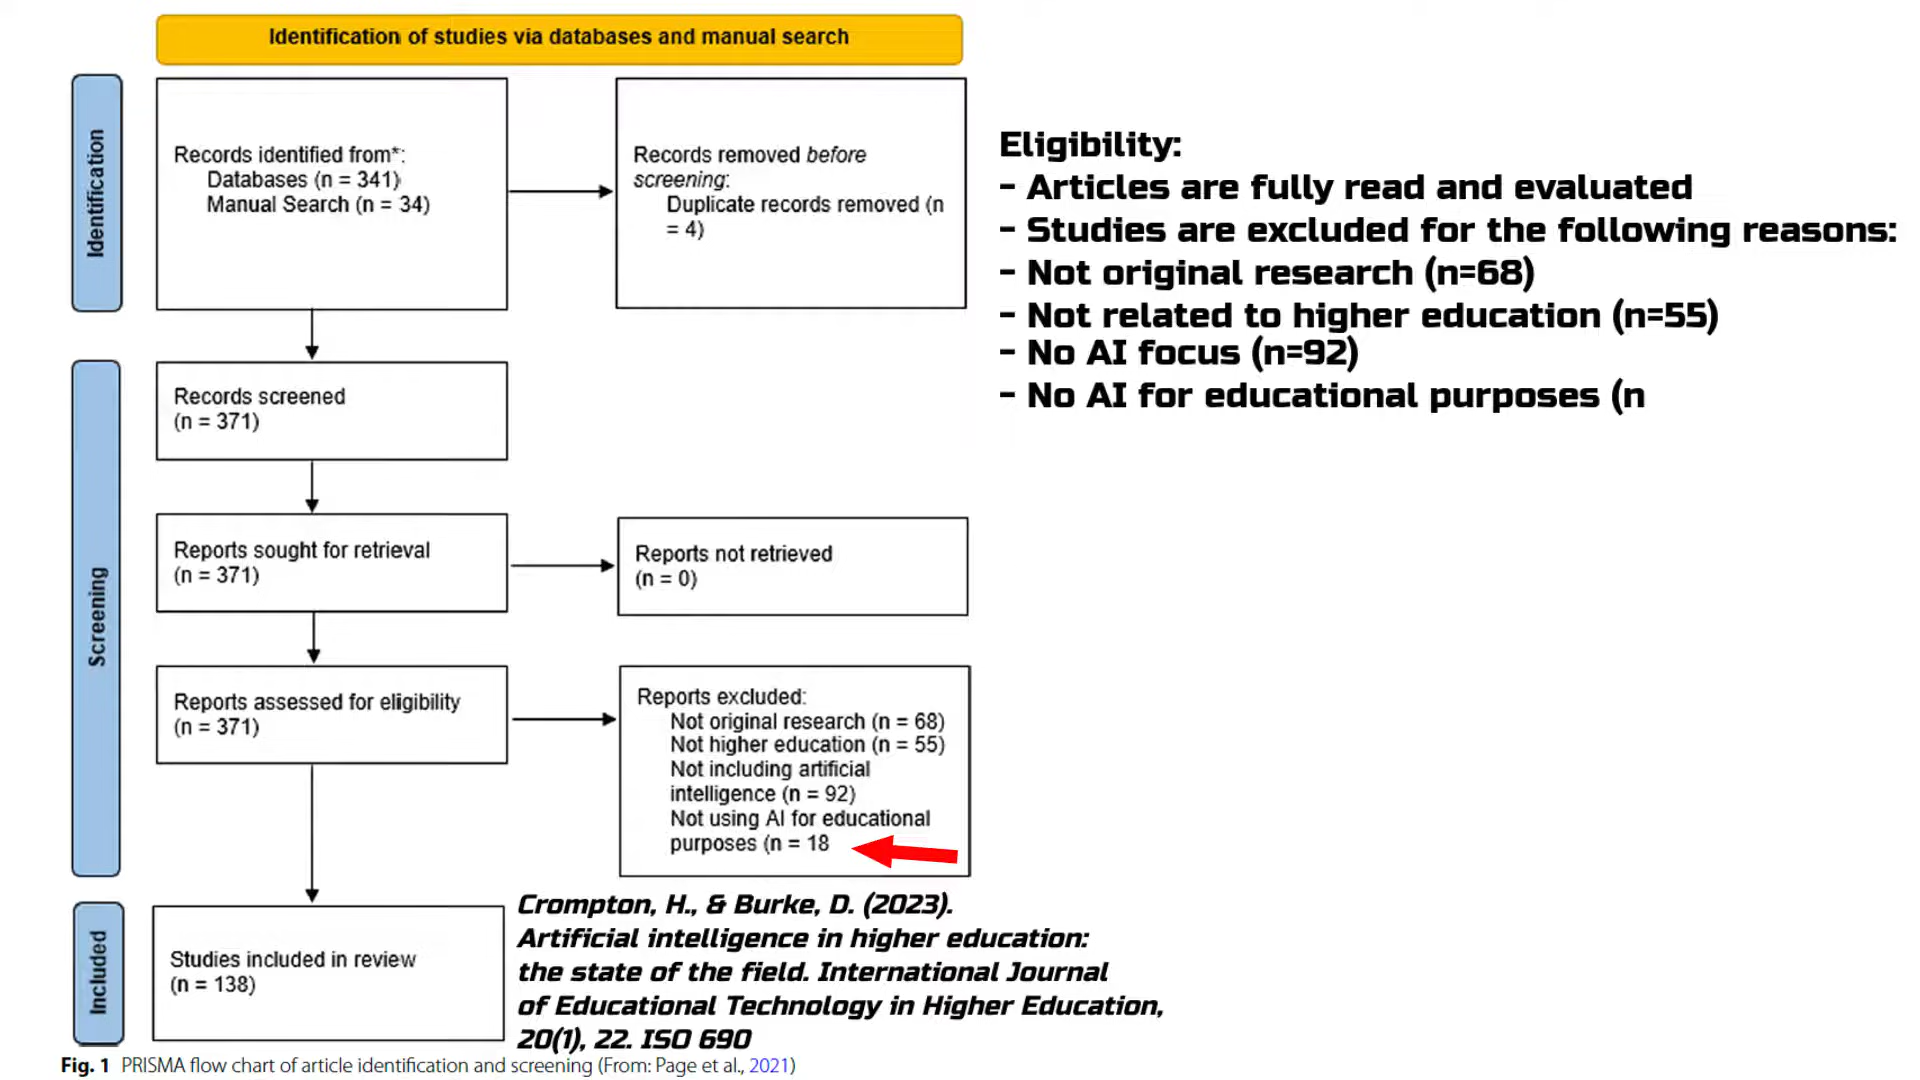 Identification of studies via databases and manual search
Identification
Records identified from*:
Databases (n = 341)
Manual Search (n = 34)
Records removed before
screening:
Duplicate records removed (n
= 4)
Screening
Records screened
(n = 371)
Reports sought for retrieval
(n = 371)
Reports not retrieved
(n = 0)
Reports assessed for eligibility
(n = 371)
Reports excluded:
Not original research (n = 68)
Not higher education (n = 55)
Not including artificial
intelligence (n = 92)
Not using AI for educational
purposes (n = 18
Included
Studies included in review
(n = 138)
Eligibility:
- Articles are fully read and evaluated
- Studies are excluded for the following reasons:
- Not original research (n=68)
- Not related to higher education (n=55)
- No AI focus (n=92)
- No AI for educational purposes (n
Crompton, H., & Burke, D. (2023).
Artificial intelligence in higher education:
the state of the field. International Journal
of Educational Technology in Higher Education,
20(1), 22. ISO 690
Fig. 1 PRISMA flow chart of article identification and screening (From: Page et al., 2021)